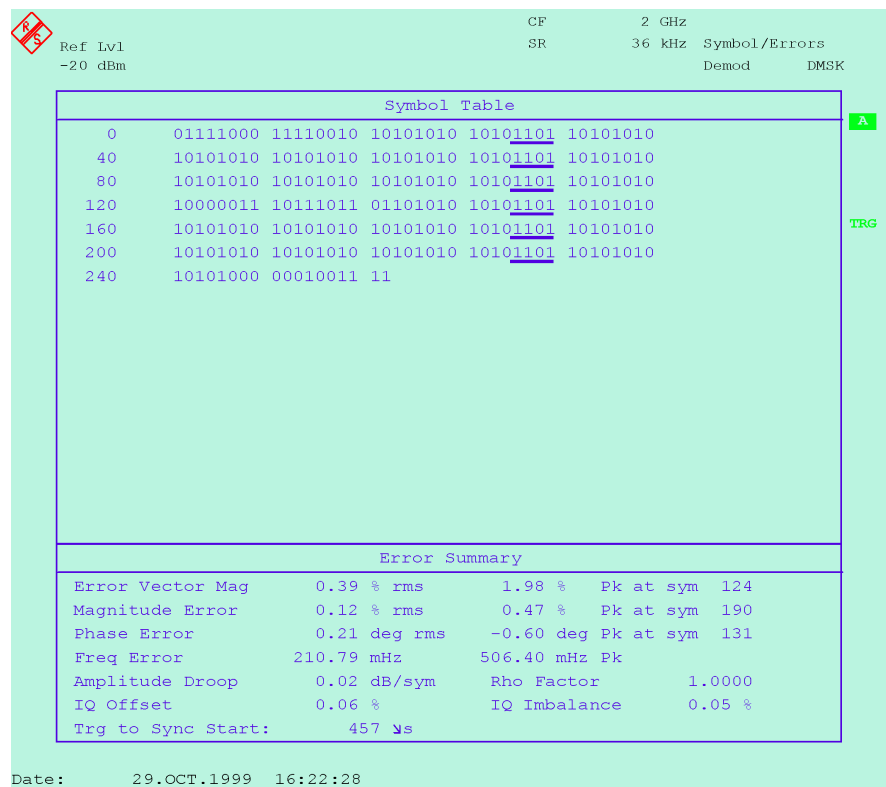 R S
CF 2 GHz
Ref Lvl SR 36 kHz Symbol/Errors
-20 dBm Demod DMSK
Symbol Table
A
0 01111000 11110010 10101010 10101101 10101010
40 10101010 10101010 10101010 10101101 10101010
80 10101010 10101010 10101010 10101101 10101010
120 10000011 10111011 01101010 10101101 10101010
TRG
160 10101010 10101010 10101010 10101101 10101010
200 10101010 10101010 10101010 10101101 10101010
240 10101000 00010011 11
Error Summary
Error Vector Mag 0.39 % rms 1.98 % Pk at sym 124
Magnitude Error 0.12 % rms 0.47 % Pk at sym 190
Phase Error 0.21 deg rms -0.60 deg Pk at sym 131
Freq Error 210.79 mHz 506.40 mHz Pk
Amplitude Droop 0.02 dB/sym Rho Factor 1.0000
IQ Offset 0.06 % IQ Imbalance 0.05 %
Trg to Sync Start: 457 s
Date: 29.OCT.1999 16:22:28